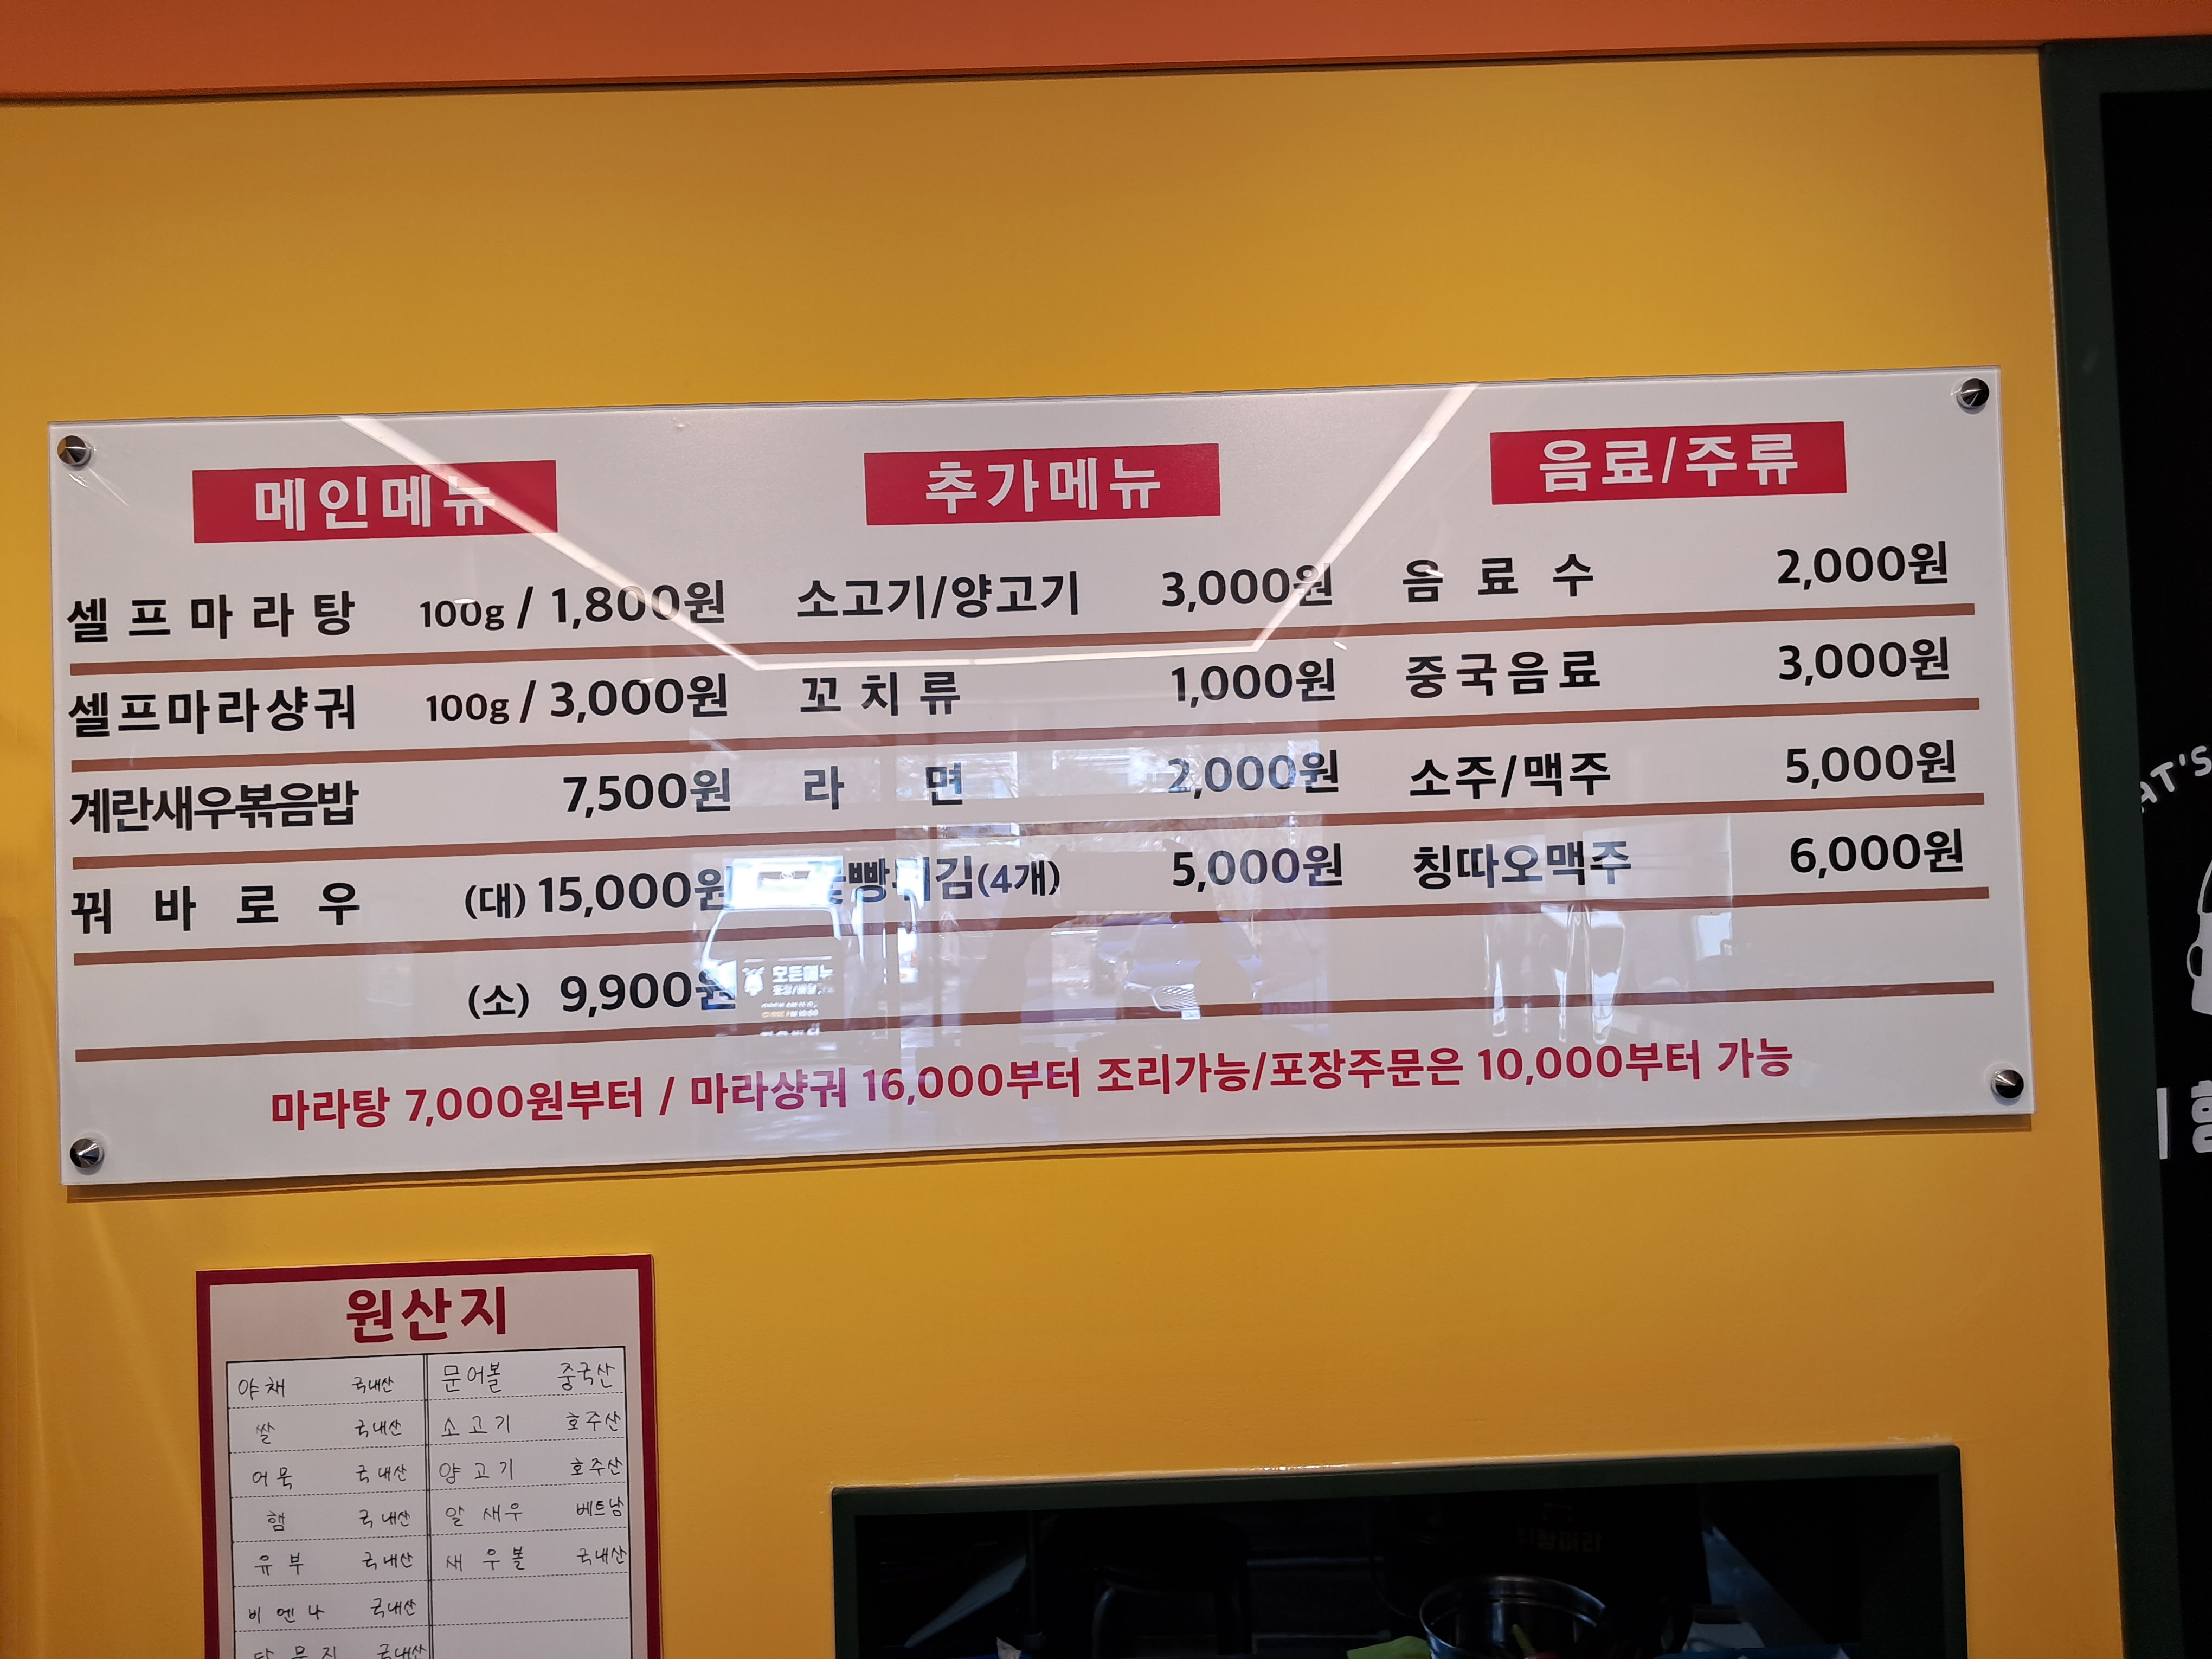 메인메뉴
셀프마라탕 100g / 1,800원
셀프마라샹궈 100g / 3,000원
계란새우볶음밥 7,500원
꿔바로우 (대) 15,000원
(소) 9,900원
추가메뉴
소고기/양고기 3,000원
꼬치류 1,000원
라면 2,000원
(4개) 5,000원
음료/주류
음료수 2,000원
중국음료 3,000원
소주/맥주 5,000원
칭따오맥주 6,000원
마라탕 7,000원부터 / 마라샹궈 16,000부터 조리가능/포장주문은 10,000부터 가능
원산지
야채 국내산
쌀 국내산
어묵 국내산
햄 국내산
유부 국내산
비엔나 국내산
국내산
문어볼 중국산
소고기 호주산
양고기 호주산
알새우 베트남
새우볼 국내산